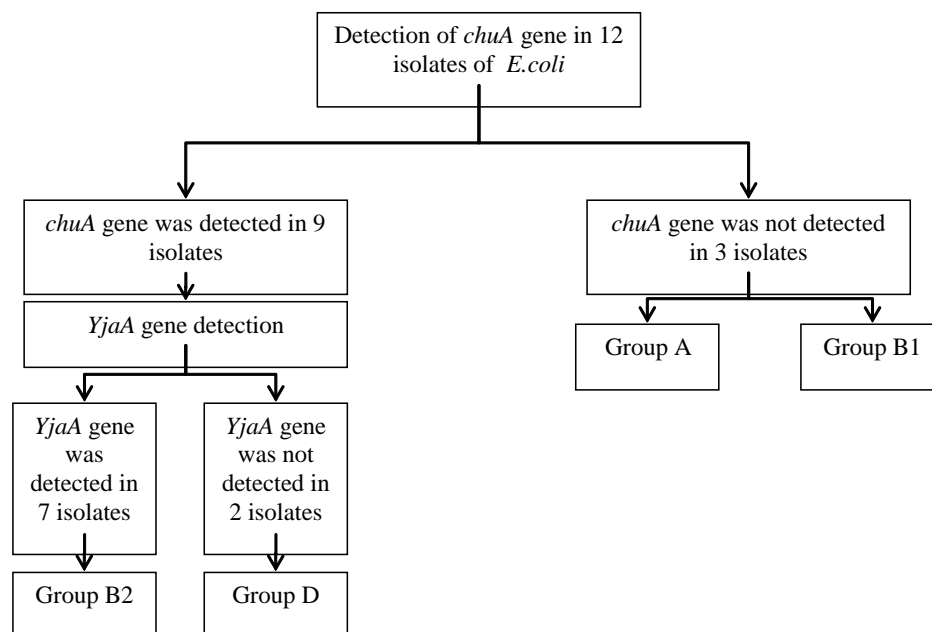 Detection of chuA gene in 12
isolates of E.coli
chuA gene was detected in 9
isolates
chuA gene was not detected
in 3 isolates
YjaA gene detection
Group A
Group B1
YjaA gene
was
detected in
7 isolates
YjaA gene
was not
detected in
2 isolates
Group B2
Group D